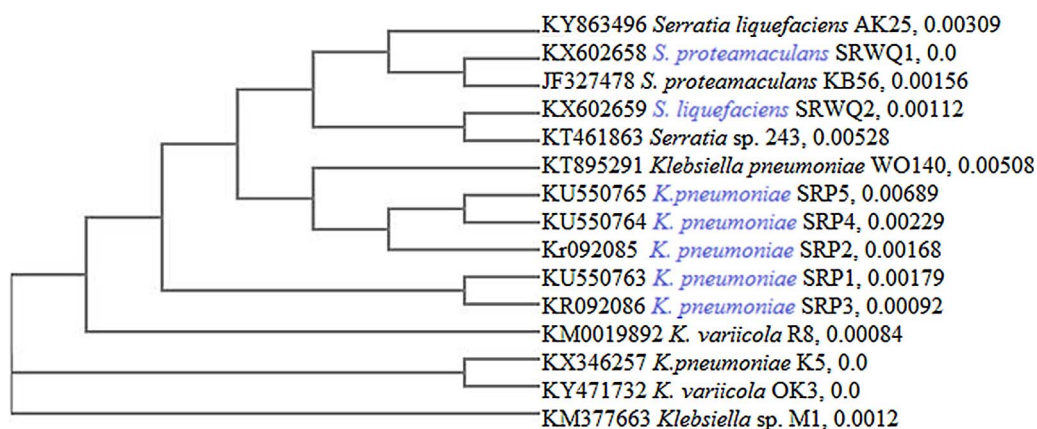 KY863496 Serratia liquefaciens AK25, 0.00309
KX602658 S. proteamaculans SRWQ1, 0.0
JF327478 S. proteamaculans KB56, 0.00156
KX602659 S. liquefaciens SRWQ2, 0.00112
KT461863 Serratia sp. 243, 0.00528
KT895291 Klebsiella pneumoniae WO140, 0.00508
KU550765 K.pneumoniae SRP5, 0.00689
KU550764 K. pneumoniae SRP4, 0.00229
Kr092085 K. pneumoniae SRP2, 0.00168
KU550763 K. pneumoniae SRP1, 0.00179
KR092086 K. pneumoniae SRP3, 0.00092
KM0019892 K. variicola R8, 0.00084
KX346257 K.pneumoniae K5, 0.0
KY471732 K. variicola OK3, 0.0
KM377663 Klebsiella sp. M1, 0.0012